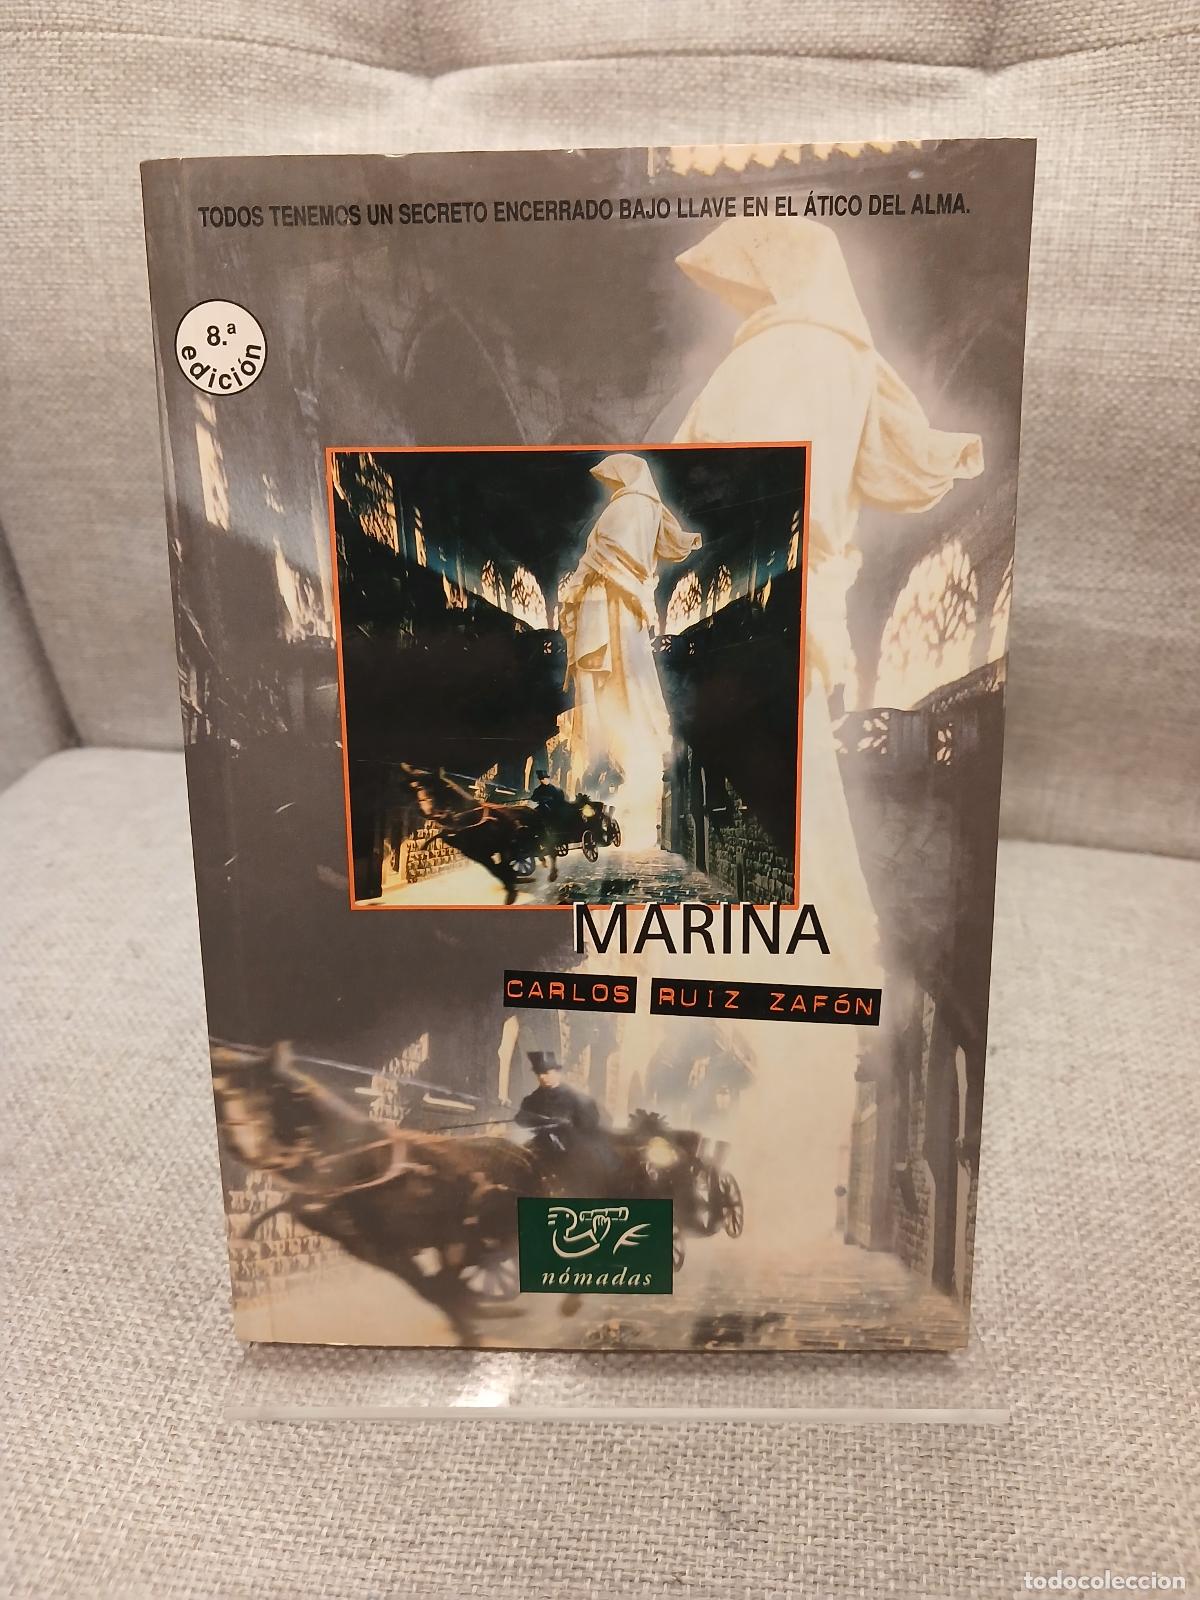 TODOS TENEMOS UN SECRETO ENCERRADO BAJO LLAVE EN EL ÁTICO DEL ALMA.
8.ª
edición
MARINA
CARLOS RUIZ ZAFÓN
nómadas
todocoleccion